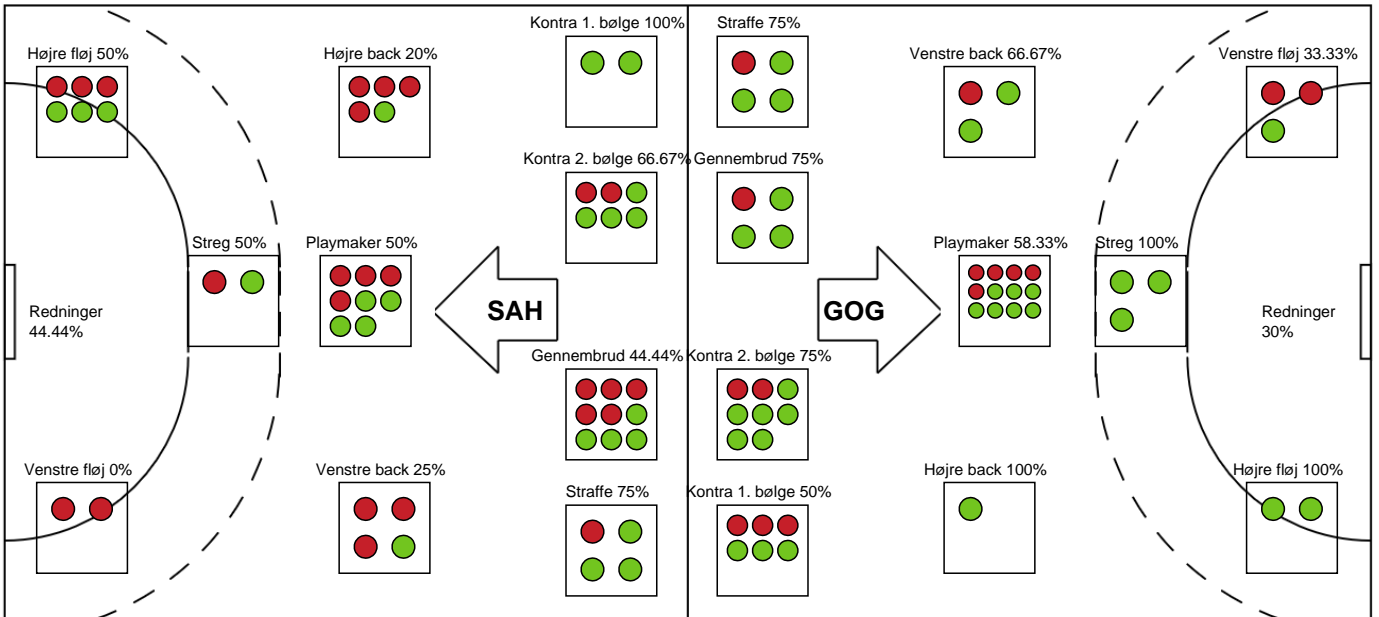 Kontra 1. bølge 100%
Straffe 75%
Højre fløj 50%
Højre back 20%
Venstre back 66.67%
Venstre fløj 33.33%
Kontra 2. bølge 66.67%
Gennembrud 75%
Streg 50%
Playmaker 50%
Playmaker 58.33%
Streg 100%
Redninger
44.44%
SAH
GOG
Redninger
30%
Gennembrud 44.44%
Kontra 2. bølge 75%
Venstre fløj 0%
Venstre back 25%
Højre back 100%
Højre fløj 100%
Straffe 75%
Kontra 1. bølge 50%